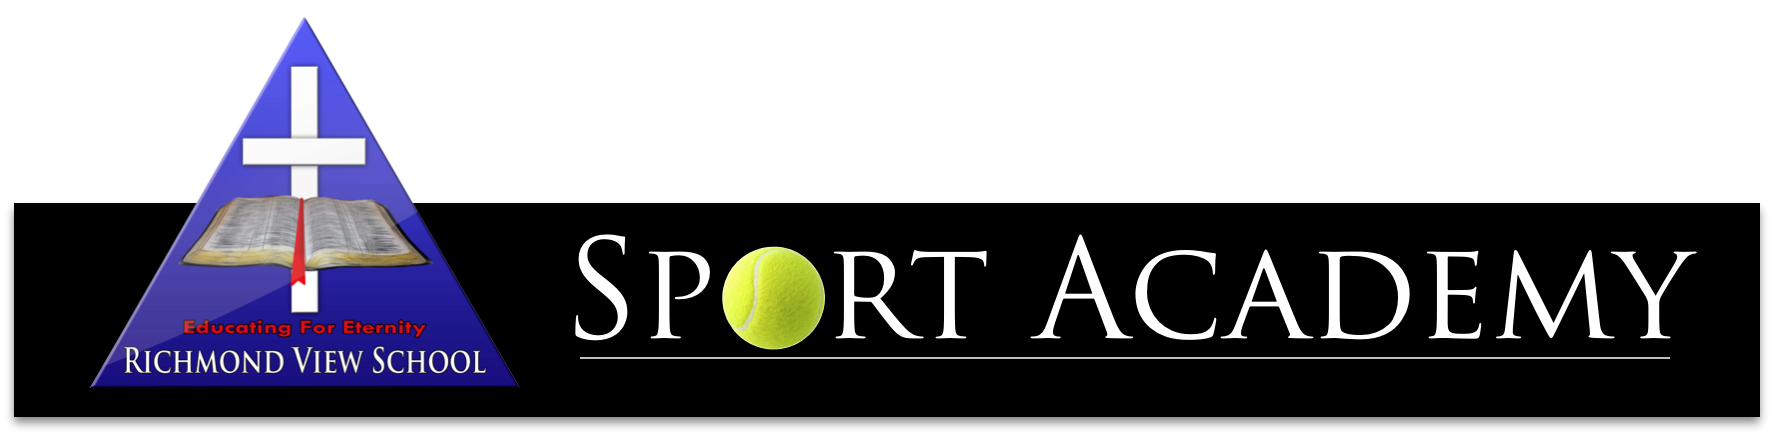 Educating For Eternity
RICHMOND VIEW SCHOOL
SPORT ACADEMY